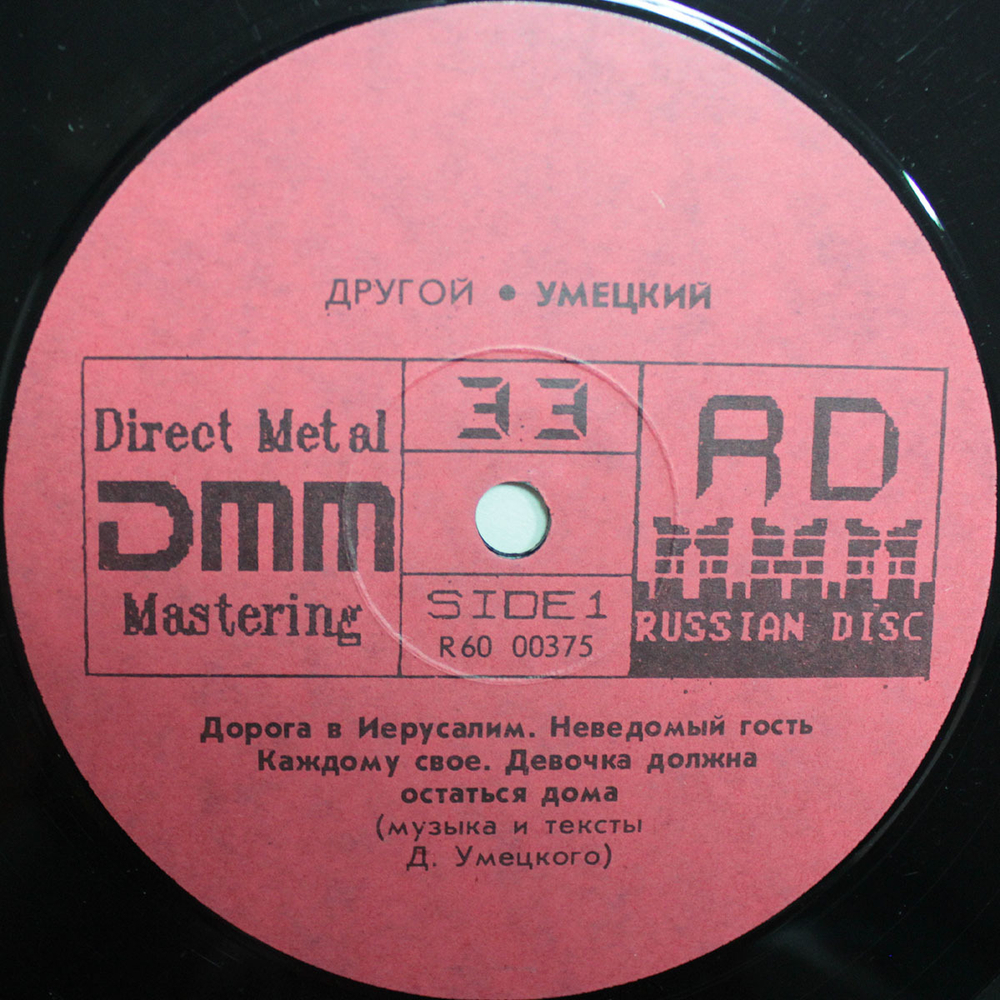 ДРУГОЙ • УМЕЦКИЙ
Direct Metal
DMM
Mastering
33
SIDE 1
R60 00375
RD
RUSSIAN DISC
Дорога в Иерусалим. Неведомый гость
Каждому свое. Девочка должна
остаться дома
(музыка и тексты
Д. Умецкого)